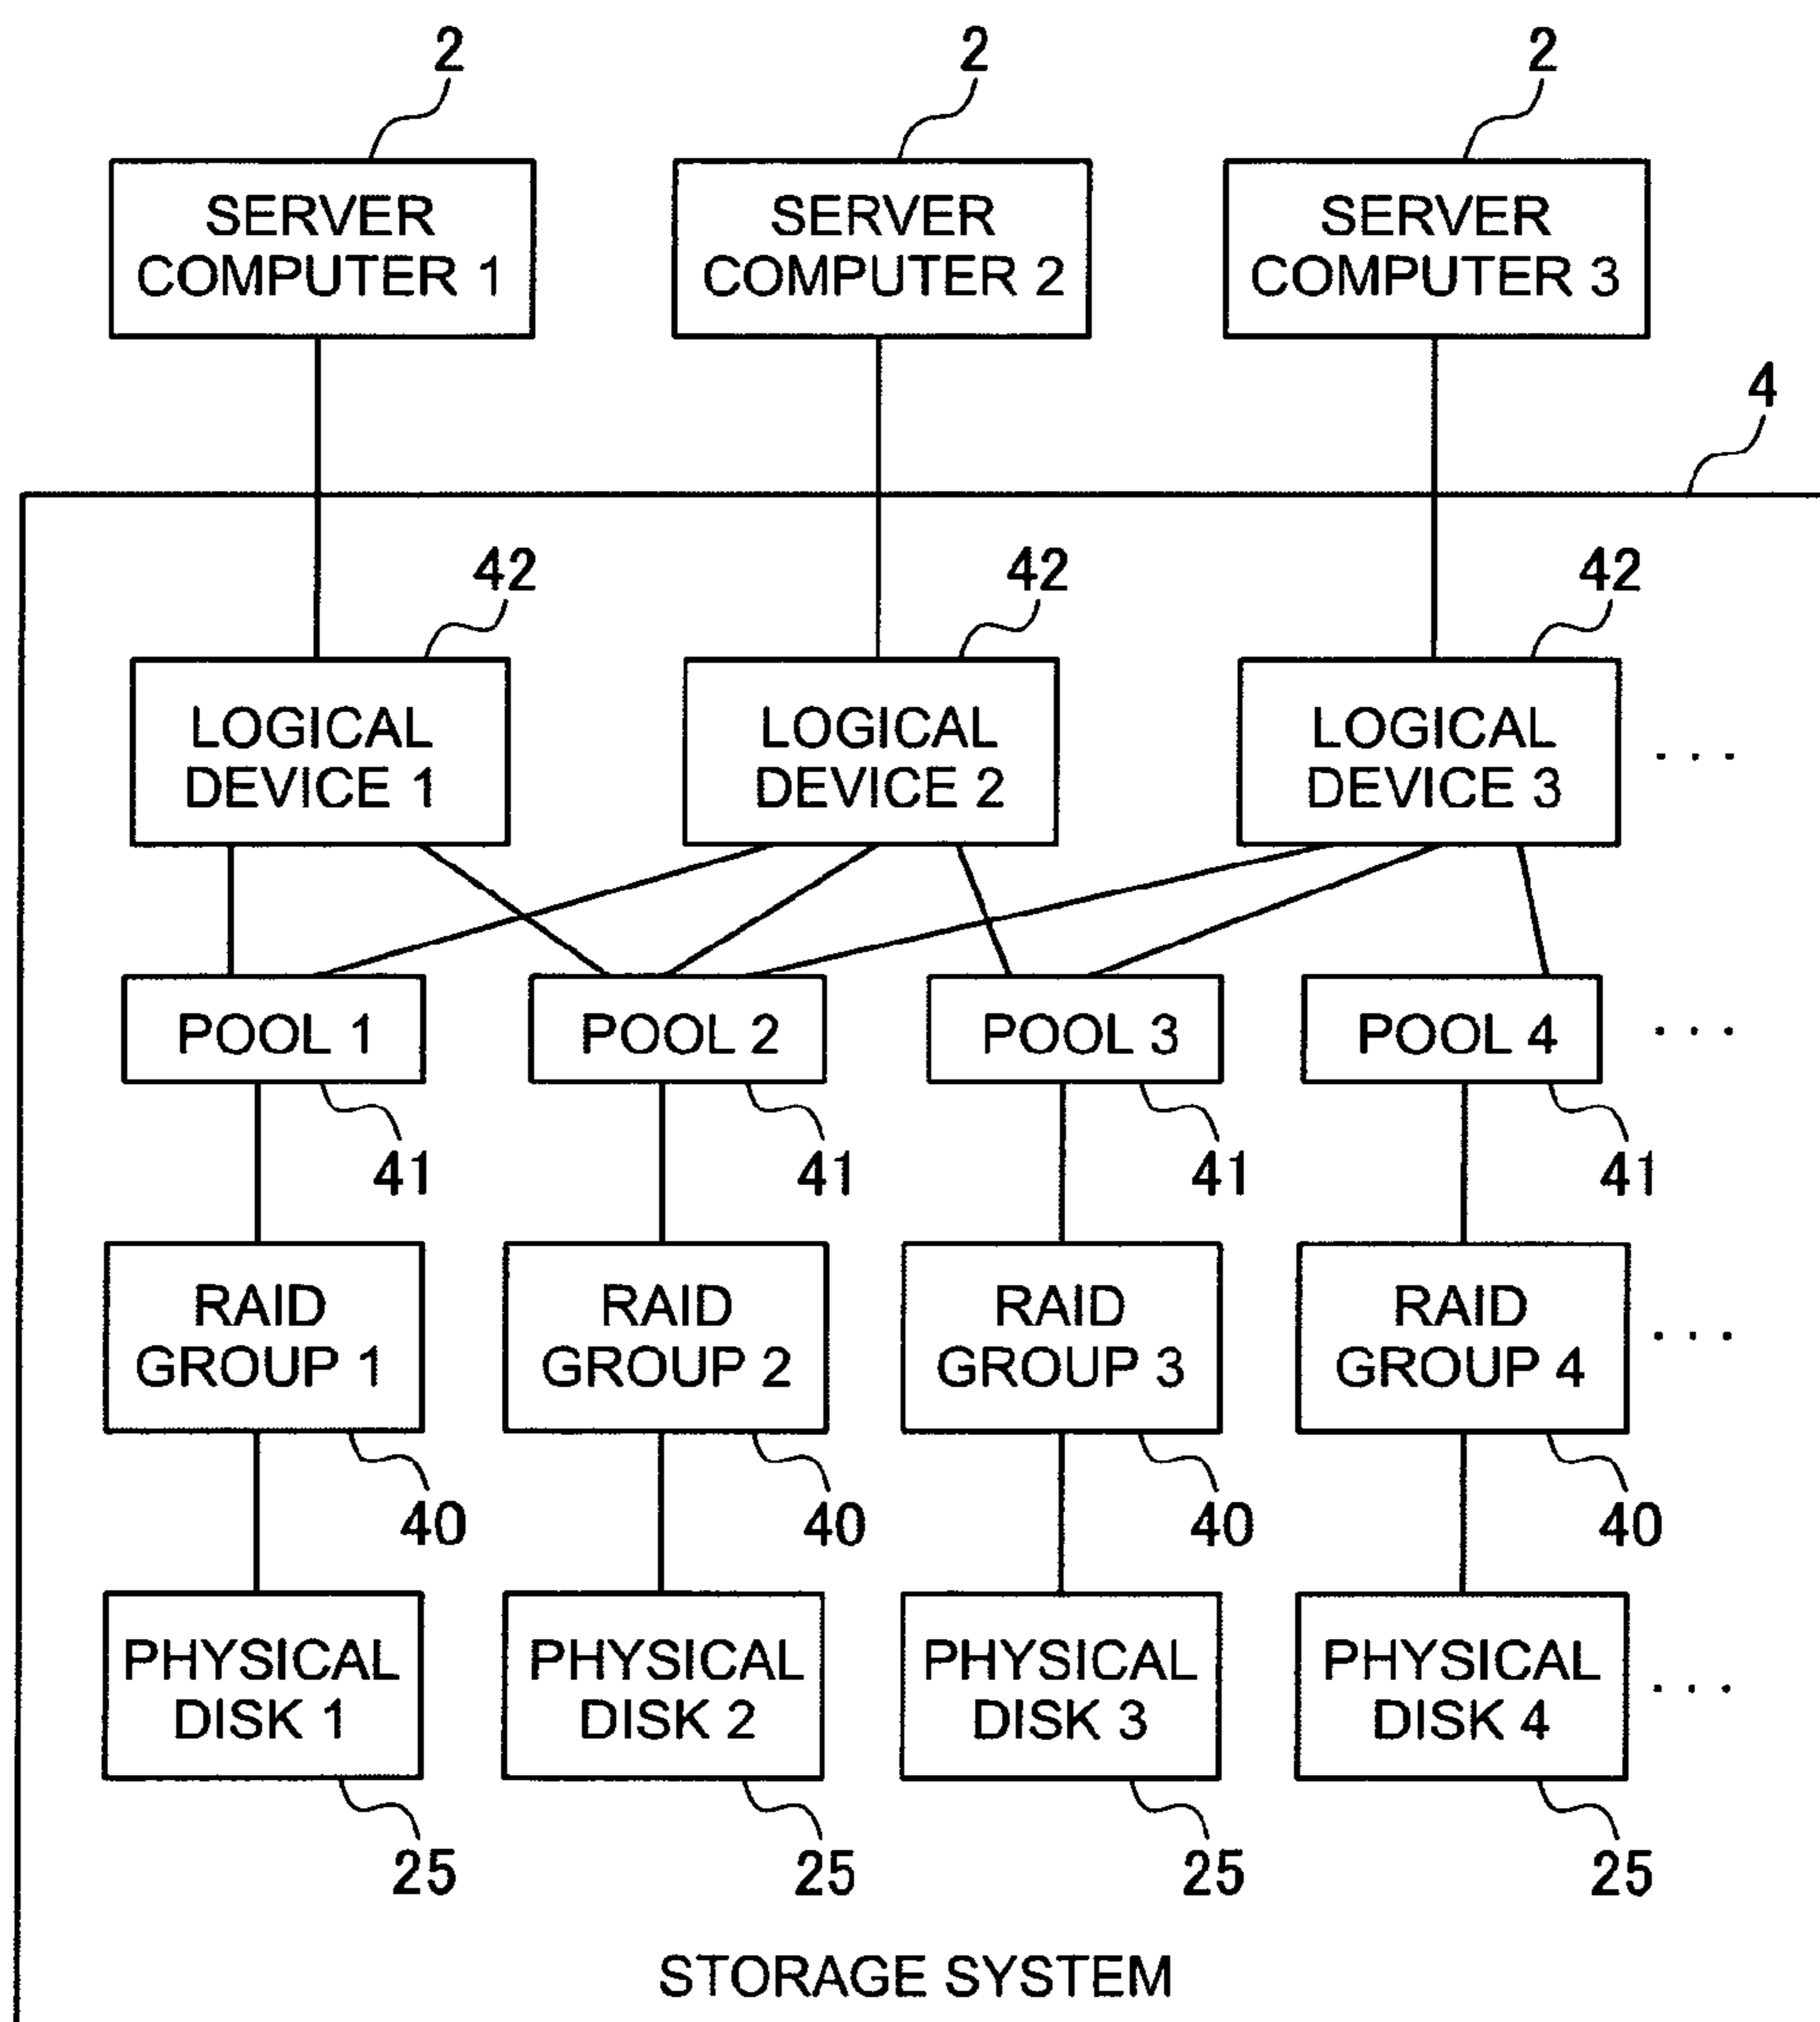 2 2 2
SERVER
COMPUTER 1
SERVER
COMPUTER 2
SERVER
COMPUTER 3
4
42 42 42
LOGICAL
DEVICE 1
LOGICAL
DEVICE 2
LOGICAL
DEVICE 3
. . .
POOL 1
POOL 2
POOL 3
POOL 4
. . .
41 41 41 41
RAID
GROUP 1
RAID
GROUP 2
RAID
GROUP 3
RAID
GROUP 4
. . .
40 40 40 40
PHYSICAL
DISK 1
PHYSICAL
DISK 2
PHYSICAL
DISK 3
PHYSICAL
DISK 4
. . .
25 25 25 25
STORAGE SYSTEM